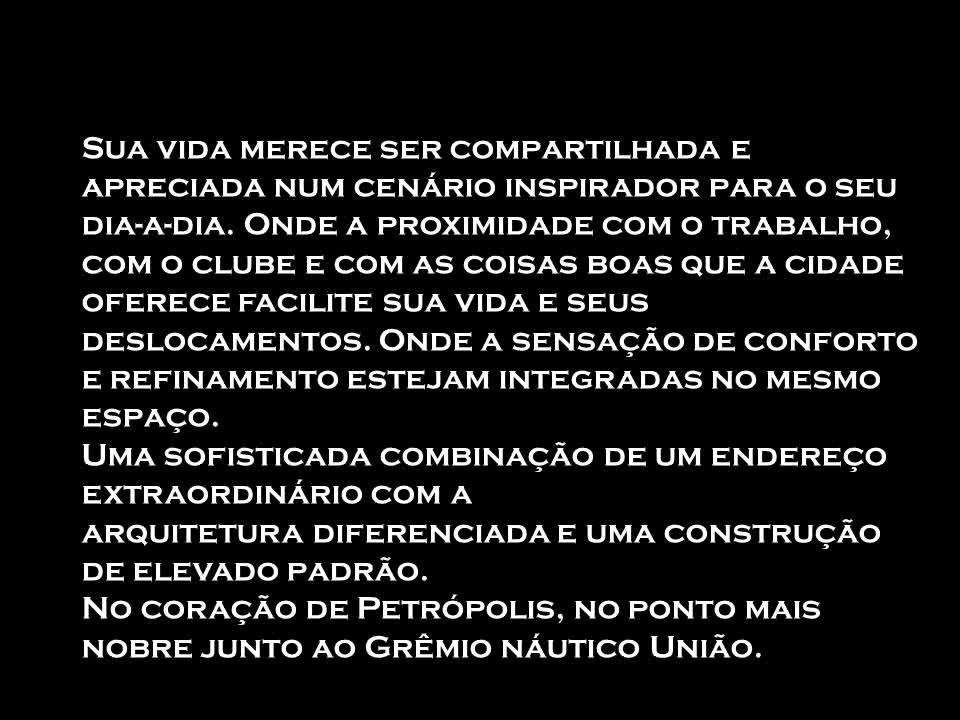 Sua vida merece ser compartilhada e
apreciada num cenário inspirador para o seu
dia-a-dia. Onde a proximidade com o trabalho,
com o clube e com as coisas boas que a cidade
oferece facilite sua vida e seus
deslocamentos. Onde a sensação de conforto
e refinamento estejam integradas no mesmo
espaço.
Uma sofisticada combinação de um endereço
extraordinário com a
arquitetura diferenciada e uma construção
de elevado padrão.
No coração de Petrópolis, no ponto mais
nobre junto ao Grêmio náutico União.